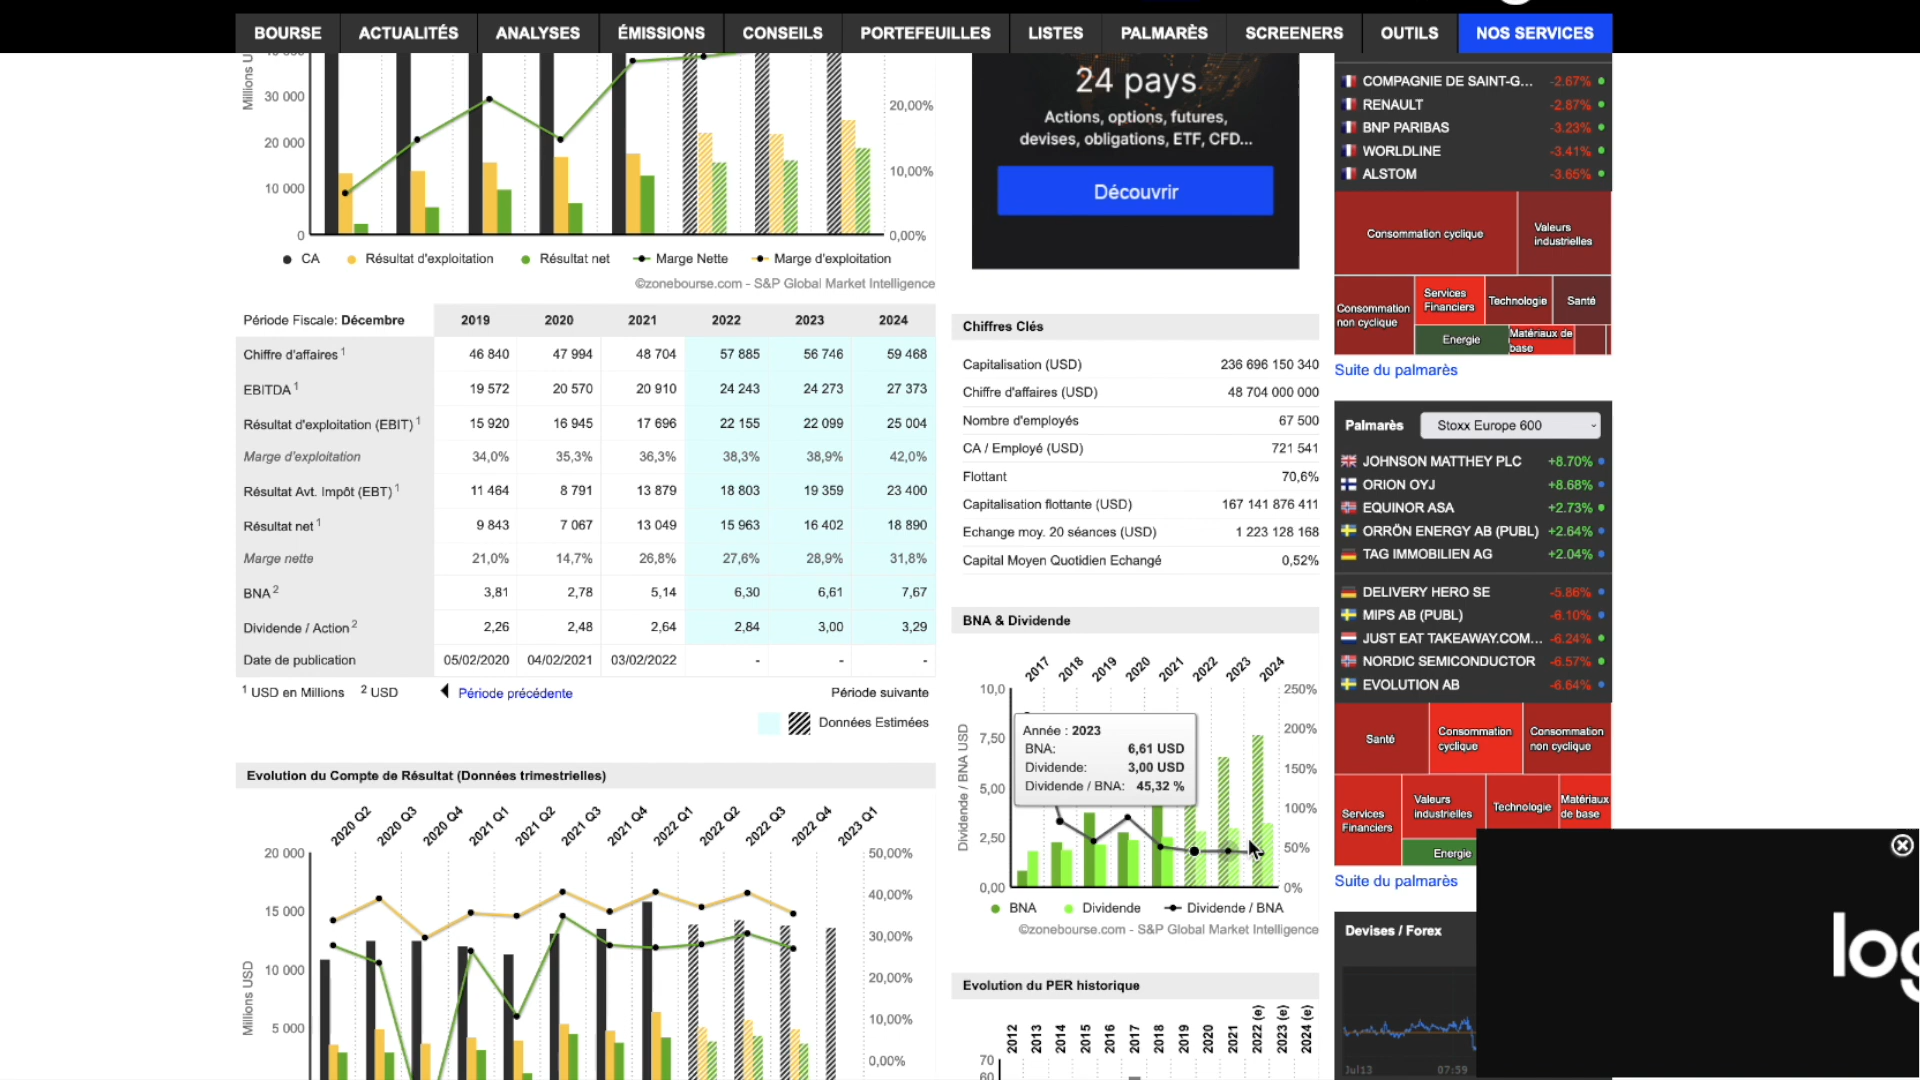 BOURSE ACTUALITÉS ANALYSES ÉMISSIONS CONSEILS PORTEFEUILLES LISTES PALMARÈS SCREENERS OUTILS NOS SERVICES
30 000
20 000
10 000
0
20,00%
10,00%
0,00%
CA Résultat d'exploitation Résultat net Marge Nette Marge d'exploitation
©zonebourse.com - S&P Global Market Intelligence
Période Fiscale: Décembre 2019 2020 2021 2022 2023 2024
Chiffre d'affaires 1 46 840 47 994 48 704 57 885 56 746 59 468
EBITDA 1 19 572 20 570 20 910 24 243 24 273 27 373
Résultat d'exploitation (EBIT) 1 15 920 16 945 17 696 22 155 22 099 25 004
Marge d'exploitation 34,0% 35,3% 36,3% 38,3% 38,9% 42,0%
Résultat Avt. Impôt (EBT) 1 11 464 8 791 13 879 18 803 19 359 23 400
Résultat net 1 9 843 7 067 13 049 15 963 16 402 18 890
Marge nette 21,0% 14,7% 26,8% 27,6% 28,9% 31,8%
BNA 2 3,81 2,78 5,14 6,30 6,61 7,67
Dividende / Action 2 2,26 2,48 2,64 2,84 3,00 3,29
Date de publication 05/02/2020 04/02/2021 03/02/2022 - - -
1 USD en Millions 2 USD Période précédente Période suivante
Données Estimées
Evolution du Compte de Résultat (Données trimestrielles)
2020 Q2 2020 Q3 2020 Q4 2021 Q1 2021 Q2 2021 Q3 2021 Q4 2022 Q1 2022 Q2 2022 Q3 2022 Q4 2023 Q1
Millions USD
20 000
15 000
10 000
5 000
50,00%
40,00%
30,00%
20,00%
10,00%
0,00%
24 pays
Actions, options, futures,
devises, obligations, ETF, CFD...
Découvrir
Chiffres Clés
Capitalisation (USD) 236 696 150 340
Chiffre d'affaires (USD) 48 704 000 000
Nombre d'employés 67 500
CA / Employé (USD) 721 541
Flottant 70,6%
Capitalisation flottante (USD) 167 141 876 411
Echange moy. 20 séances (USD) 1 223 128 168
Capital Moyen Quotidien Echangé 0,52%
BNA & Dividende
2017 2018 2019 2020 2021 2022 2023 2024
Dividende / BNA USD
10,0
7,50
5,00
2,50
0,00
250%
200%
150%
100%
50%
0%
Année : 2023
BNA: 6,61 USD
Dividende: 3,00 USD
Dividende / BNA: 45,32 %
BNA Dividende Dividende / BNA
©zonebourse.com - S&P Global Market Intelligence
Evolution du PER historique
2012 2013 2014 2015 2016 2017 2018 2019 2020 2021 2022 (e) 2023 (e) 2024 (e)
70
60
COMPAGNIE DE SAINT-G... -2.67%
RENAULT -2.87%
BNP PARIBAS -3.23%
WORLDLINE -3.41%
ALSTOM -3.65%
Consommation cyclique
Valeurs
industrielles
Consommation
non cyclique
Services
Financiers
Technologie
Santé
Energie
Matériaux de
base
Suite du palmarès
Palmarès Stoxx Europe 600
JOHNSON MATTHEY PLC +8.70%
ORION OYJ +8.68%
EQUINOR ASA +2.73%
ORRÖN ENERGY AB (PUBL) +2.64%
TAG IMMOBILIEN AG +2.04%
DELIVERY HERO SE -5.86%
MIPS AB (PUBL) -6.10%
JUST EAT TAKEAWAY.COM... -6.24%
NORDIC SEMICONDUCTOR -6.57%
EVOLUTION AB -6.64%
Santé
Consommation
cyclique
Consommation
non cyclique
Services
Financiers
Valeurs
industrielles
Technologie
Matériaux
de base
Energie
Suite du palmarès
Devises / Forex
Jul13 07:59
log